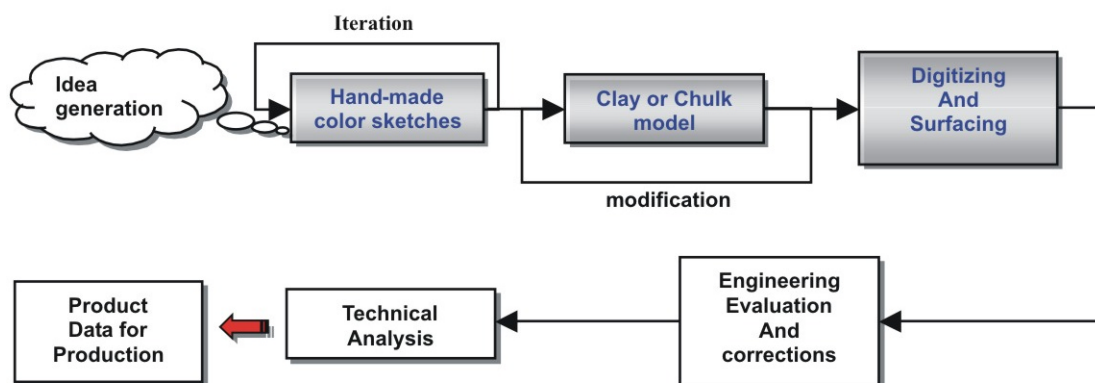 Iteration
Idea
generation
Hand-made
color sketches
Clay or Chulk
model
Digitizing
And
Surfacing
modification
Product
Data for
Production
Technical
Analysis
Engineering
Evaluation
And
corrections